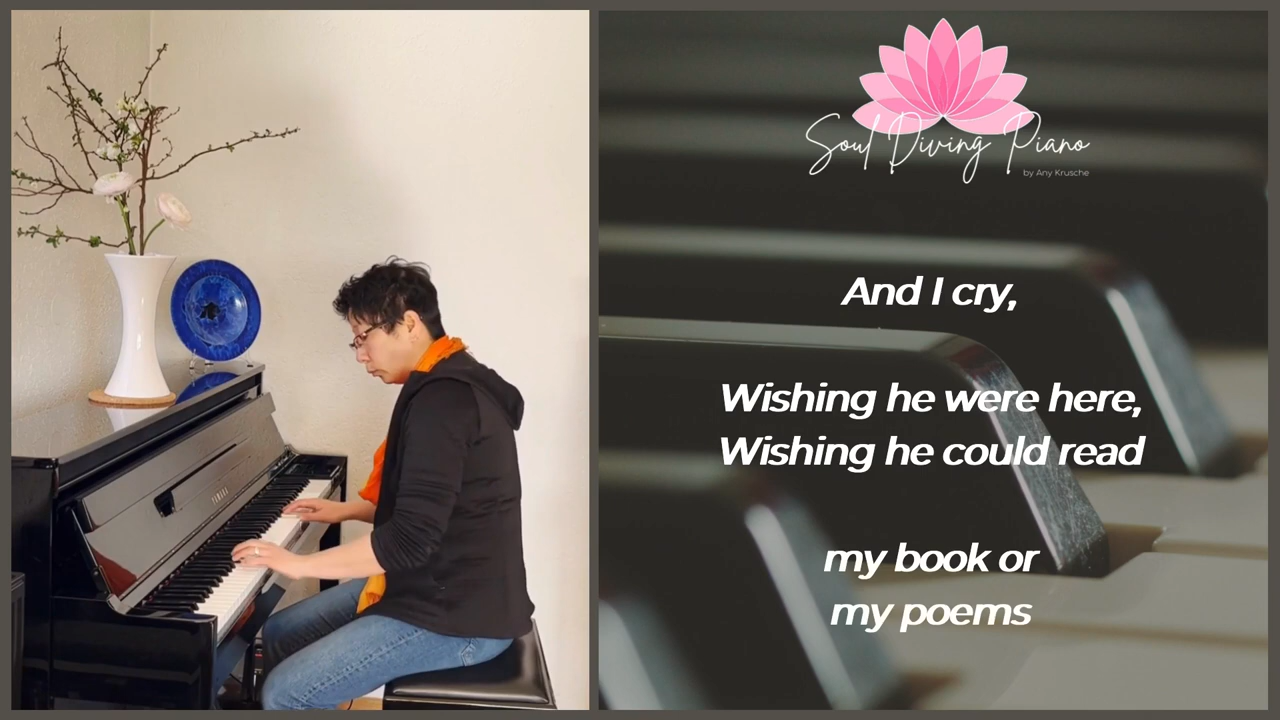 YAMAHA
Soul Diving Piano
by Any Krusche
And I cry,
Wishing he were here,
Wishing he could read
my book or
my poems